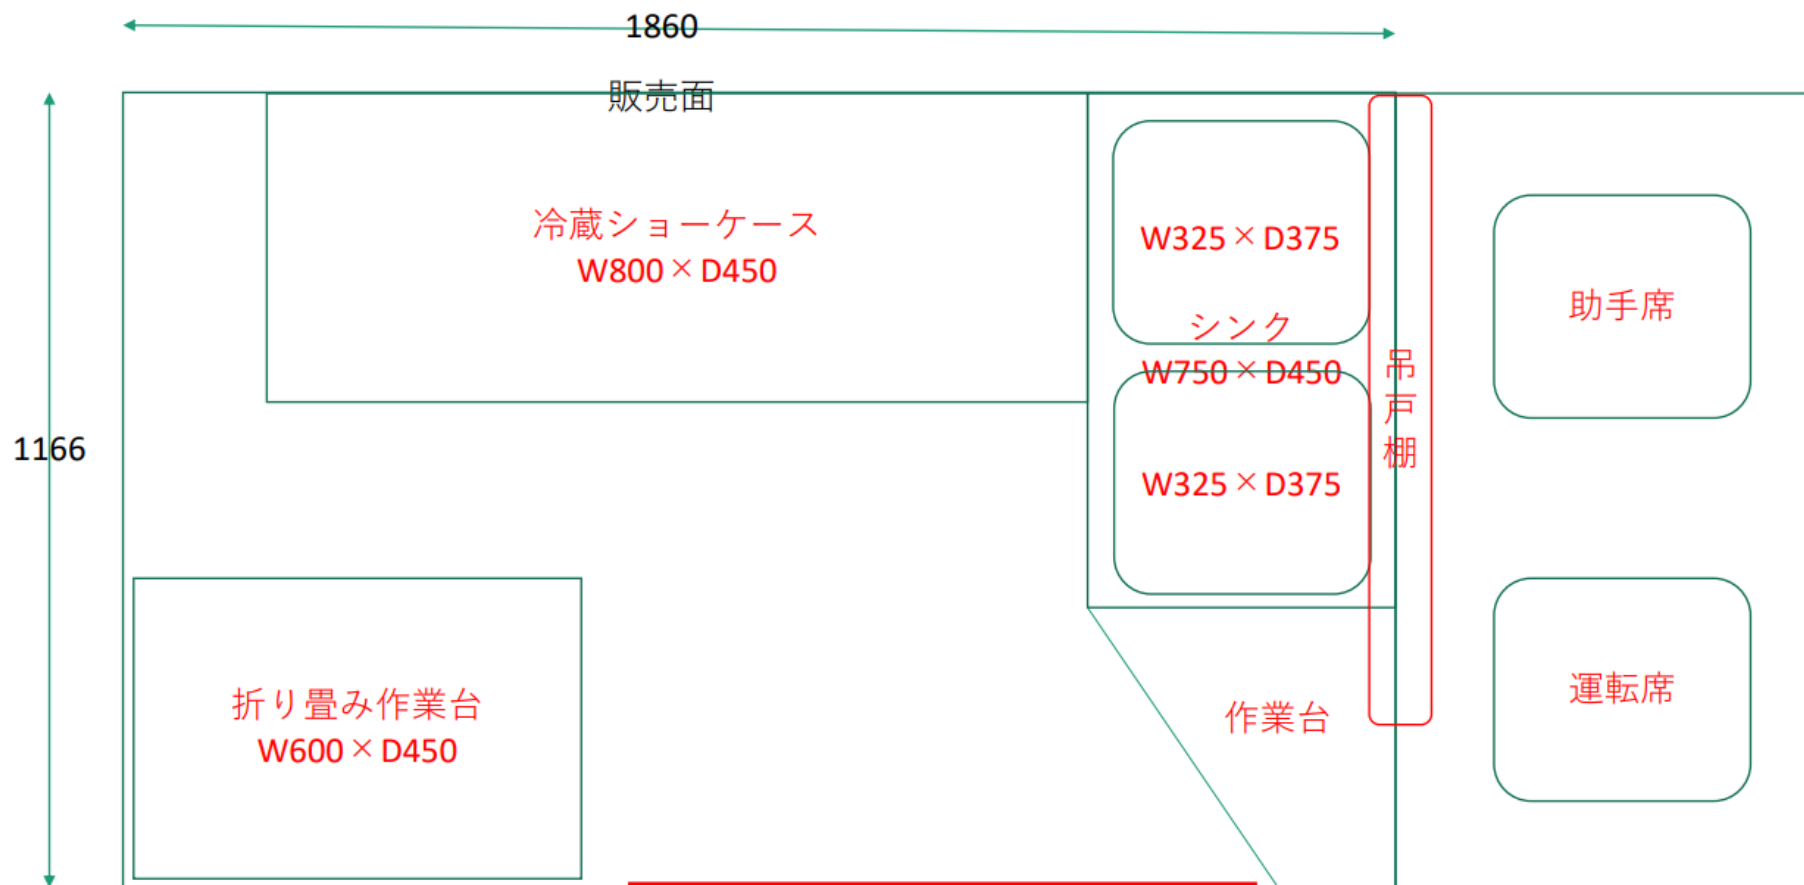 1860
販売面
冷蔵ショーケース
W800×D450
W325×D375
シンク
W750×D450
W325×D375
吊戸棚
助手席
1166
折り畳み作業台
W600×D450
作業台
運転席